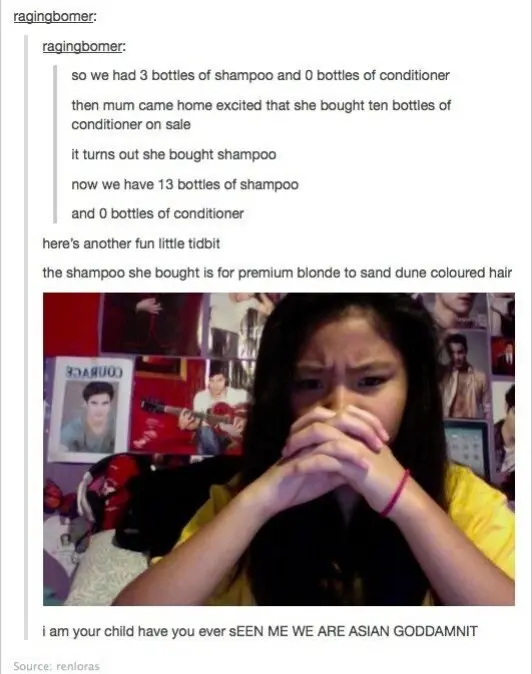 ragingbomer:
ragingbomer:
so we had 3 bottles of shampoo and 0 bottles of conditioner
then mum came home excited that she bought ten bottles of
conditioner on sale
it turns out she bought shampoo
now we have 13 bottles of shampoo
and 0 bottles of conditioner
here's another fun little tidbit
the shampoo she bought is for premium blonde to sand dune coloured hair
COURAGE
i am your child have you ever sEEN ME WE ARE ASIAN GODDAMNIT
Source: renloras